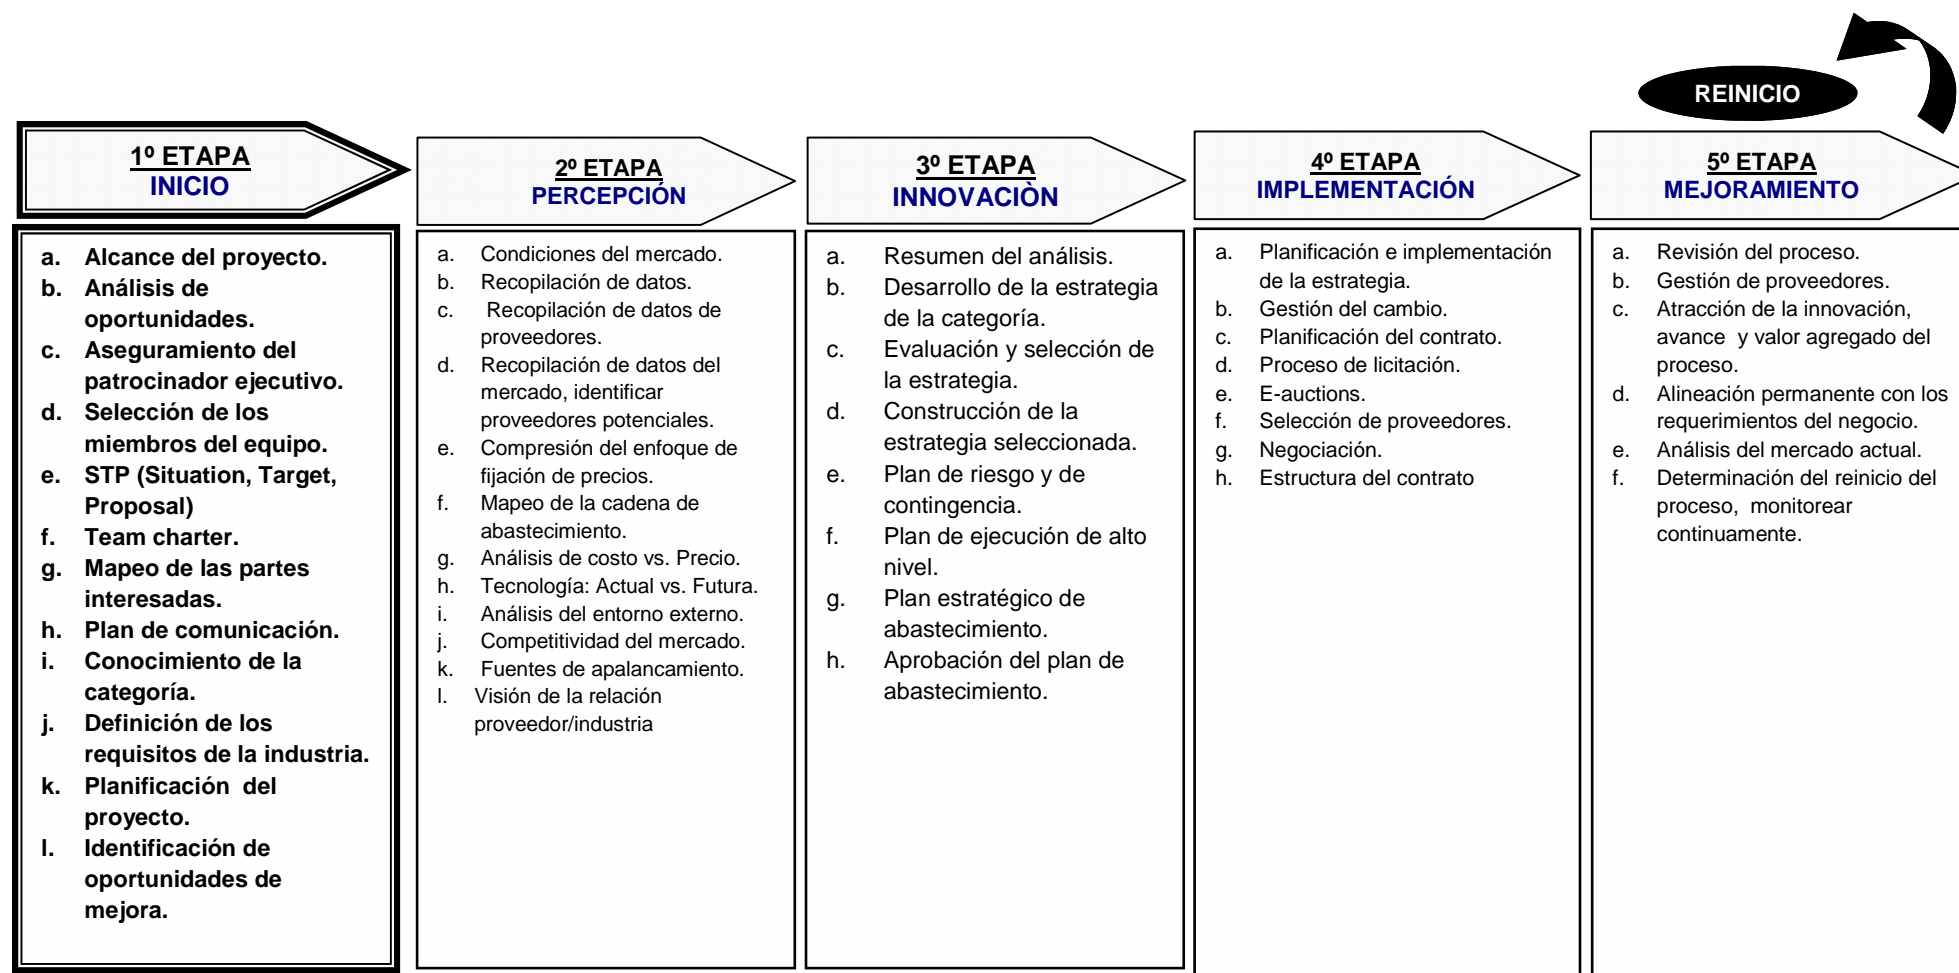 REINICIO
1º ETAPA
INICIO
a. Alcance del proyecto.
b. Análisis de
oportunidades.
c. Aseguramiento del
patrocinador ejecutivo.
d. Selección de los
miembros del equipo.
e. STP (Situation, Target,
Proposal)
f. Team charter.
g. Mapeo de las partes
interesadas.
h. Plan de comunicación.
i. Conocimiento de la
categoría.
j. Definición de los
requisitos de la industria.
k. Planificación del
proyecto.
l. Identificación de
oportunidades de
mejora.
2º ETAPA
PERCEPCIÓN
a. Condiciones del mercado.
b. Recopilación de datos.
c. Recopilación de datos de
proveedores.
d. Recopilación de datos del
mercado, identificar
proveedores potenciales.
e. Compresión del enfoque de
fijación de precios.
f. Mapeo de la cadena de
abastecimiento.
g. Análisis de costo vs. Precio.
h. Tecnología: Actual vs. Futura.
i. Análisis del entorno externo.
j. Competitividad del mercado.
k. Fuentes de apalancamiento.
l. Visión de la relación
proveedor/industria
3º ETAPA
INNOVACIÒN
a. Resumen del análisis.
b. Desarrollo de la estrategia
de la categoría.
c. Evaluación y selección de
la estrategia.
d. Construcción de la
estrategia seleccionada.
e. Plan de riesgo y de
contingencia.
f. Plan de ejecución de alto
nivel.
g. Plan estratégico de
abastecimiento.
h. Aprobación del plan de
abastecimiento.
4º ETAPA
IMPLEMENTACIÓN
a. Planificación e implementación
de la estrategia.
b. Gestión del cambio.
c. Planificación del contrato.
d. Proceso de licitación.
e. E-auctions.
f. Selección de proveedores.
g. Negociación.
h. Estructura del contrato
5º ETAPA
MEJORAMIENTO
a. Revisión del proceso.
b. Gestión de proveedores.
c. Atracción de la innovación,
avance y valor agregado del
proceso.
d. Alineación permanente con los
requerimientos del negocio.
e. Análisis del mercado actual.
f. Determinación del reinicio del
proceso, monitorear
continuamente.